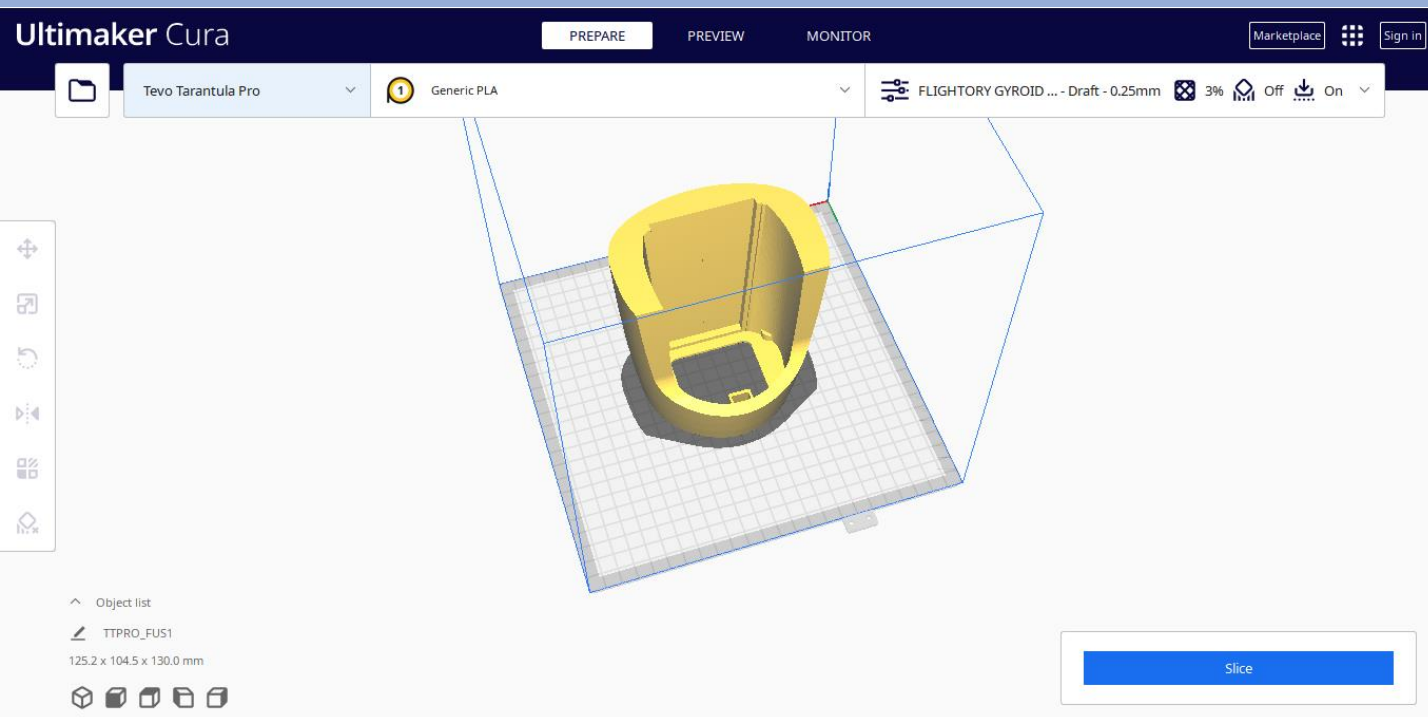 Ultimaker Cura
PREPARE PREVIEW MONITOR
Marketplace Sign in
Tevo Tarantula Pro
1 Generic PLA
FLIGHTORY GYROID ... - Draft - 0.25mm 3% Off On
Object list
TTPRO_FUS1
125.2 x 104.5 x 130.0 mm
Slice